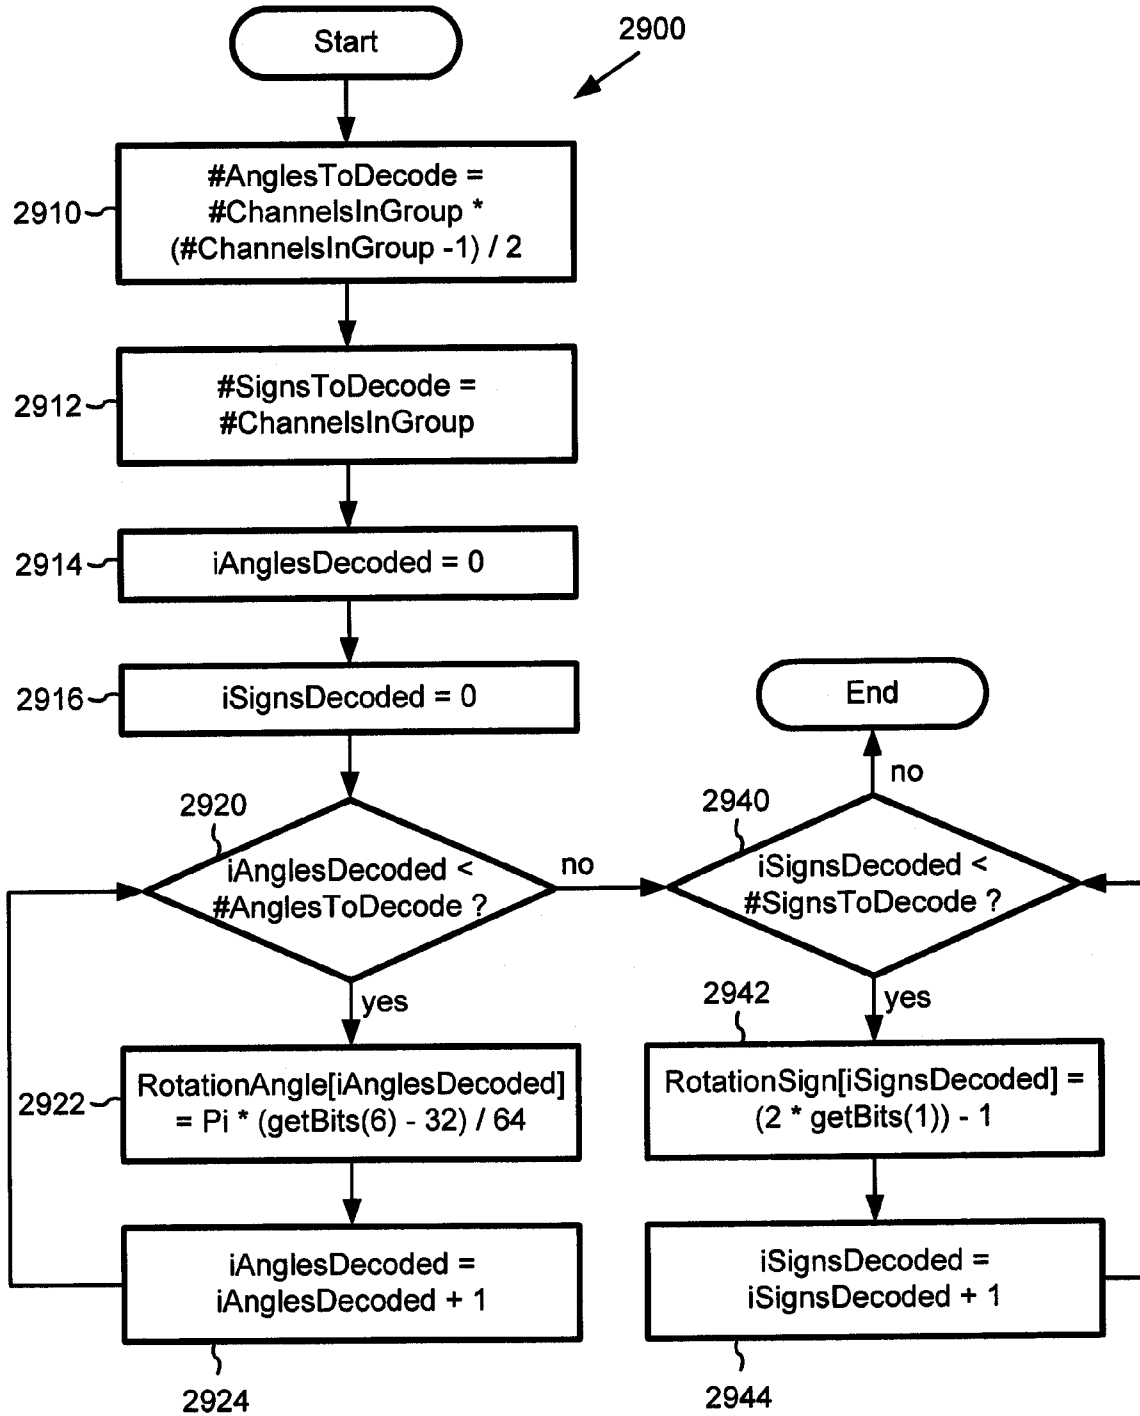 Start
2900
#AnglesToDecode =
#ChannelsInGroup *
(#ChannelsInGroup -1) / 2
2910
#SignsToDecode =
#ChannelsInGroup
2912
iAnglesDecoded = 0
2914
iSignsDecoded = 0
2916
End
no
2920
iAnglesDecoded <
#AnglesToDecode ?
no
2940
iSignsDecoded <
#SignsToDecode ?
yes
RotationAngle[iAnglesDecoded]
= Pi * (getBits(6) - 32) / 64
2922
yes
2942
RotationSign[iSignsDecoded] =
(2 * getBits(1)) - 1
iAnglesDecoded =
iAnglesDecoded + 1
2924
iSignsDecoded =
iSignsDecoded + 1
2944